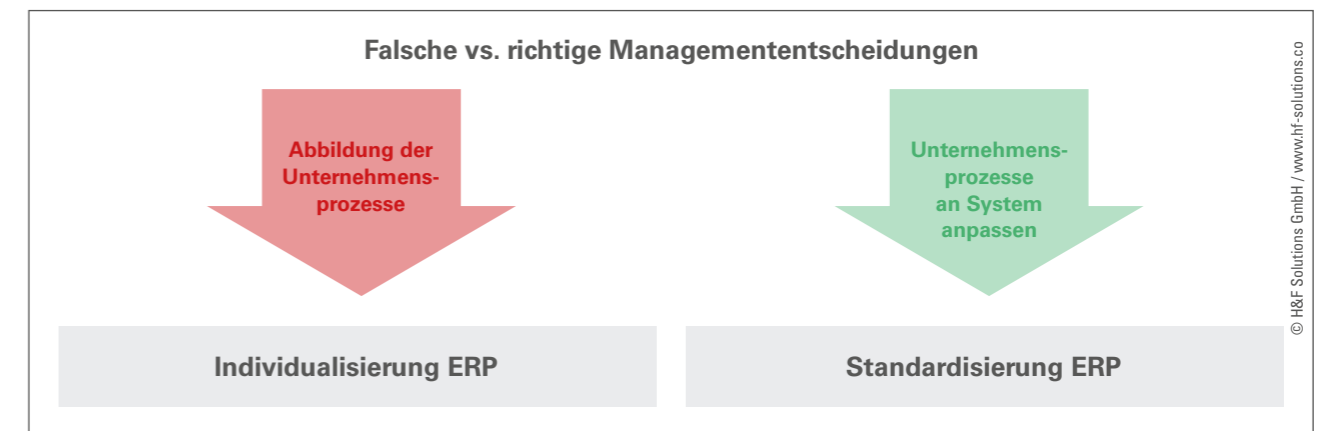 Falsche vs. richtige Managemententscheidungen
Abbildung der
Unternehmens-
prozesse
Unternehmens-
prozesse
an System
anpassen
Individualisierung ERP
Standardisierung ERP
© H&F Solutions GmbH / www.hf-solutions.co